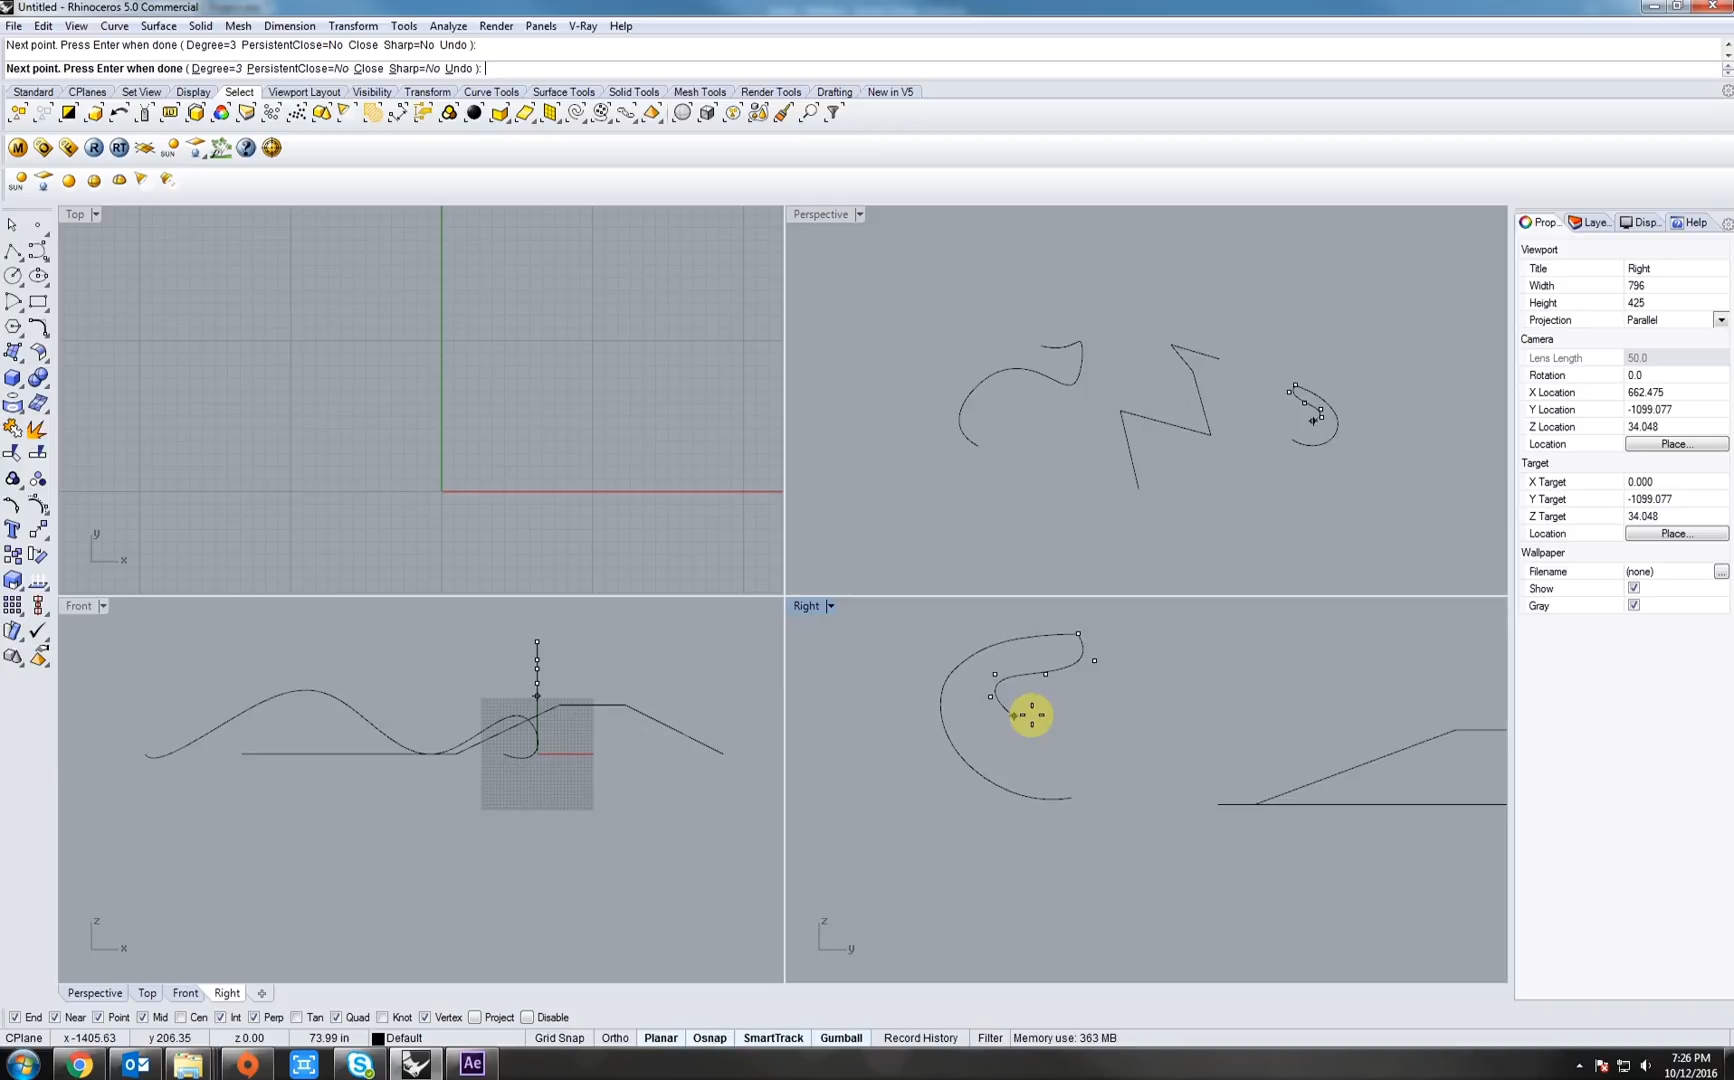 Untitled - Rhinoceros 5.0 Commercial
File Edit View Curve Surface Solid Mesh Dimension Transform Tools Analyze Render Panels V-Ray Help
Next point. Press Enter when done ( Degree=3 PersistentClose=No Close Sharp=No Undo ):
Next point. Press Enter when done ( Degree=3 PersistentClose=No Close Sharp=No Undo ):
Standard CPlanes Set View Display Select Viewport Layout Visibility Transform Curve Tools Surface Tools Solid Tools Mesh Tools Render Tools Drafting New in V5
M R RT SUN ?
SUN
Top Perspective Prop... Laye... Disp... Help
Viewport
Title Right
Width 796
Height 425
Projection Parallel
Camera
Lens Length 50.0
Rotation 0.0
X Location 662.475
Y Location -1099.077
Z Location 34.048
Location Place...
Target
X Target 0.000
Y Target -1099.077
Z Target 34.048
Location Place...
Wallpaper
Filename (none) ...
Show
Gray
y
x
Front Right
z
x
z
y
Perspective Top Front Right
End Near Point Mid Cen Int Perp Tan Quad Knot Vertex Project Disable
CPlane x -1405.63 y 206.35 z 0.00 73.99 in Default Grid Snap Ortho Planar Osnap SmartTrack Gumball Record History Filter Memory use: 363 MB
Ae
7:26 PM
10/12/2016